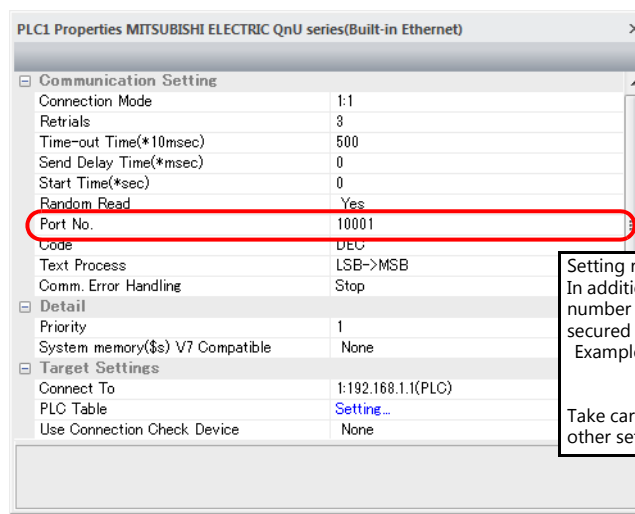 PLC1 Properties MITSUBISHI ELECTRIC QnU series(Built-in Ethernet)
Communication Setting
Connection Mode 1:1
Retrials 3
Time-out Time(*10msec) 500
Send Delay Time(*msec) 0
Start Time(*sec) 0
Random Read Yes
Port No. 10001
Code DEC
Text Process LSB->MSB
Comm. Error Handling Stop
Detail
Priority 1
System memory($s) V7 Compatible None
Target Settings
Connect To 1:192.168.1.1(PLC)
PLC Table Setting...
Use Connection Check Device None
Setting
In
number
secured
Take
other